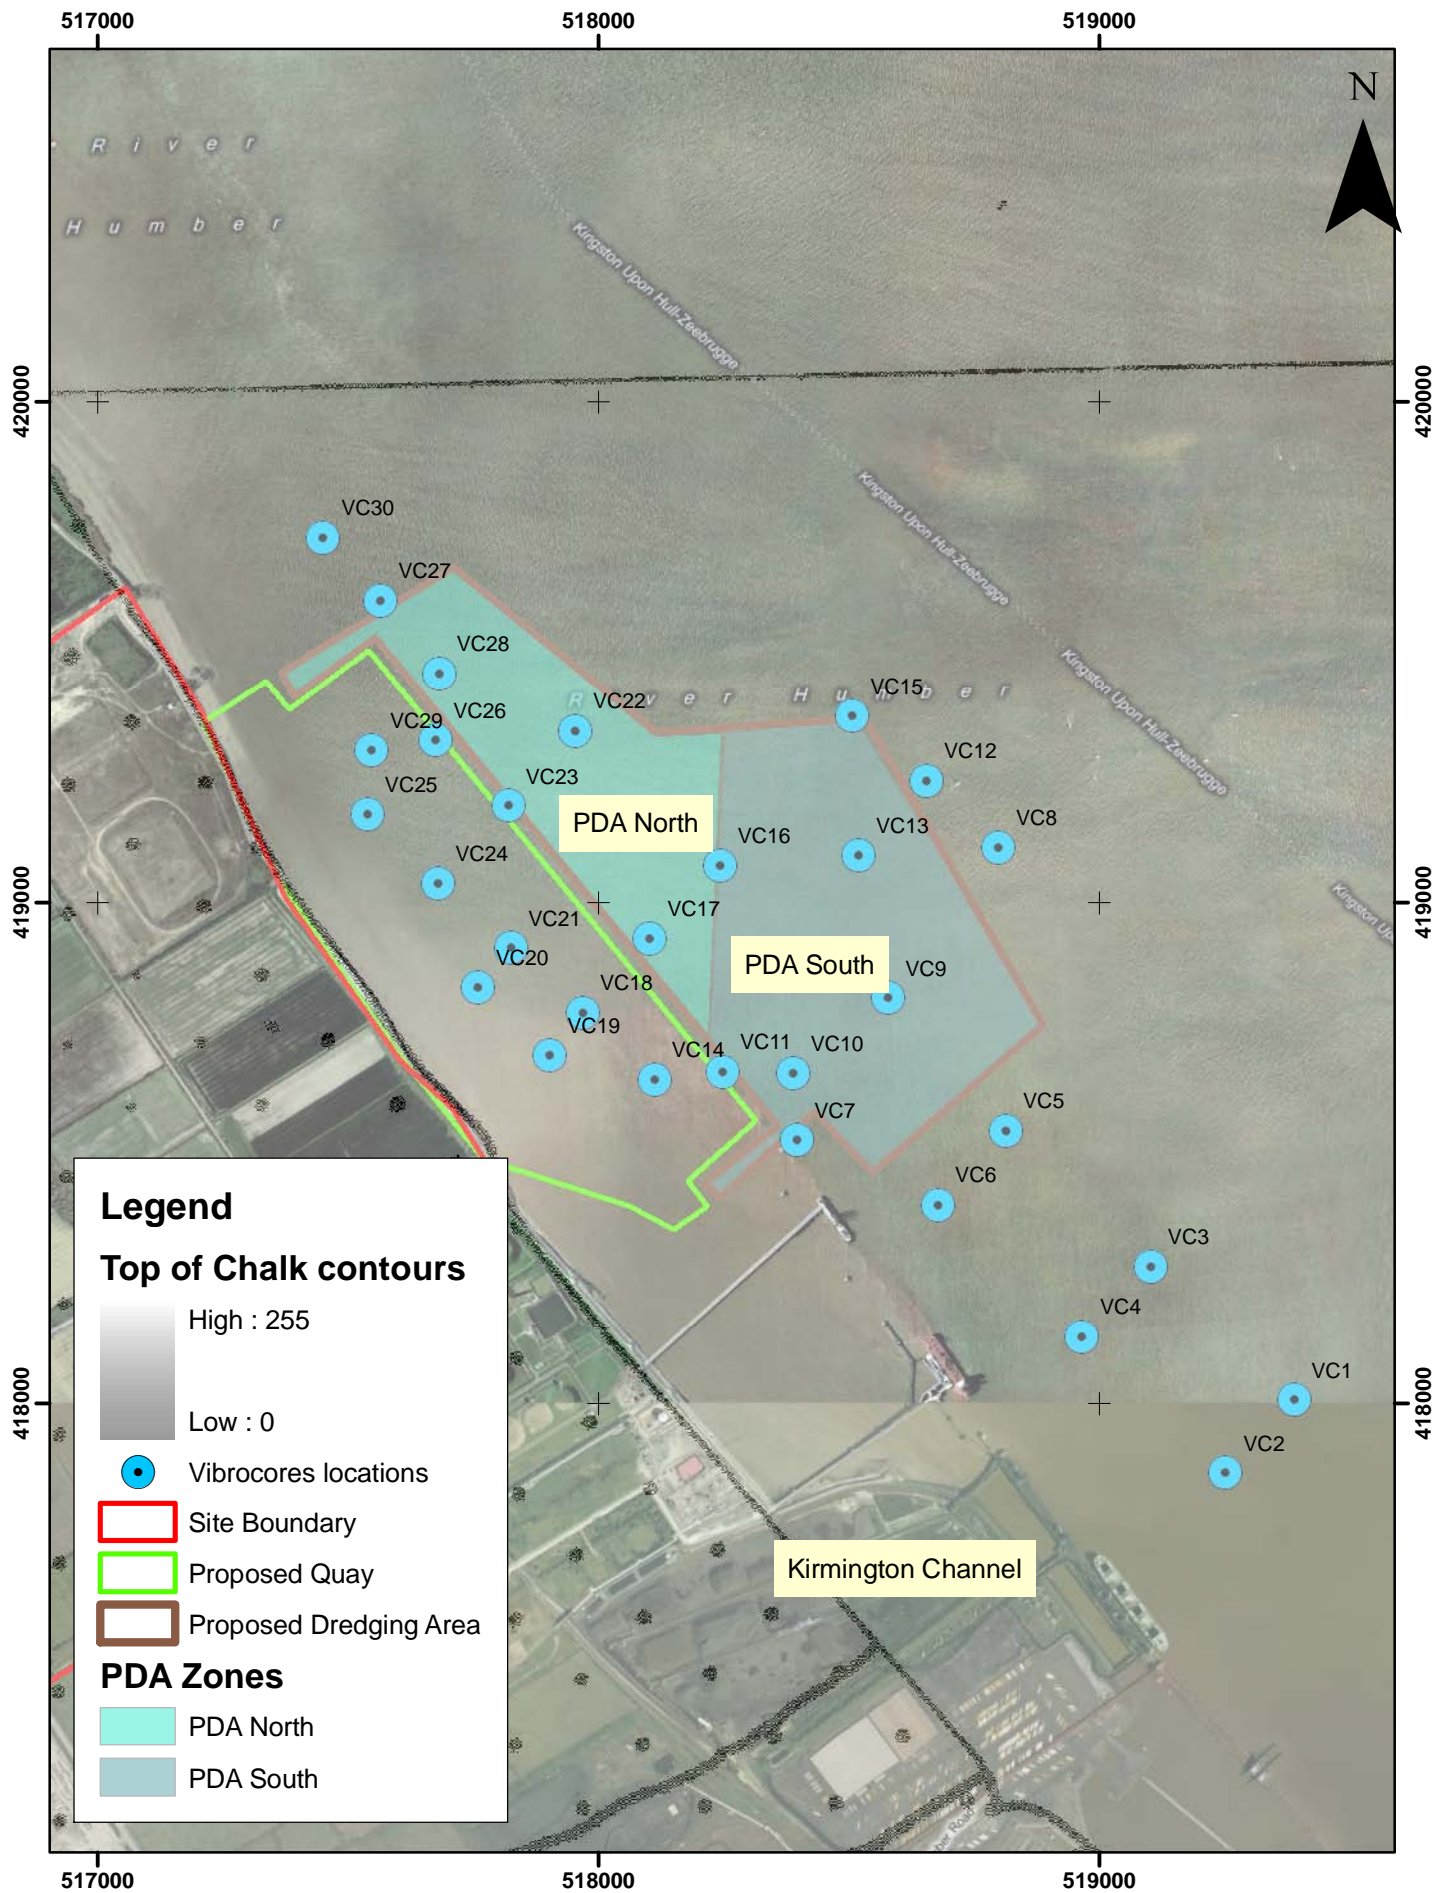 517000
518000
519000
N
River
Humber
Kingston Upon Hull-Zeebrugge
420000
420000
Kingston Upon Hull-Zeebrugge
VC30
VC27
VC28
Kingston Upon Hull-Zeebrugge
River Humber
VC22
VC15
VC29
VC26
VC12
VC25
VC23
PDA North
VC16
VC13
VC8
VC24
Kingston Up
419000
419000
VC21
VC17
VC20
PDA South
VC9
VC18
VC19
VC14
VC11
VC10
VC7
VC5
VC6
VC3
VC4
VC1
418000
418000
VC2
Kirmington Channel
Legend
Top of Chalk contours
High : 255
Low : 0
Vibrocores locations
Site Boundary
Proposed Quay
Proposed Dredging Area
PDA Zones
PDA North
PDA South
517000
518000
519000